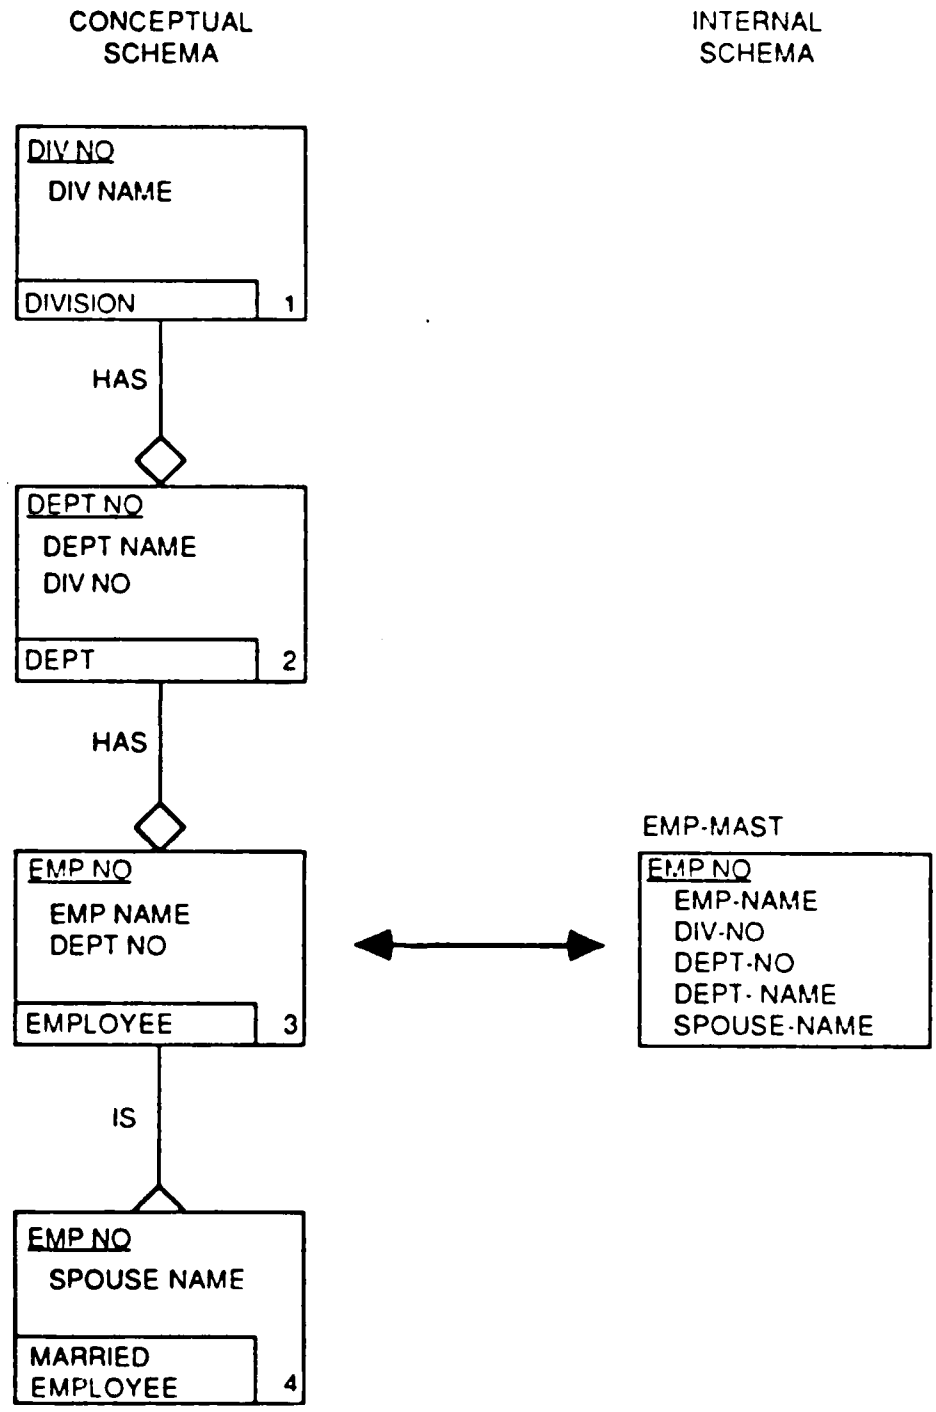 CONCEPTUAL
SCHEMA
INTERNAL
SCHEMA
DIV NO
DIV NAME
DIVISION 1
HAS
DEPT NO
DEPT NAME
DIV NO
DEPT 2
HAS
EMP NO
EMP NAME
DEPT NO
EMPLOYEE 3
EMP-MAST
EMP NO
EMP-NAME
DIV-NO
DEPT-NO
DEPT- NAME
SPOUSE-NAME
IS
EMP NO
SPOUSE NAME
MARRIED
EMPLOYEE 4